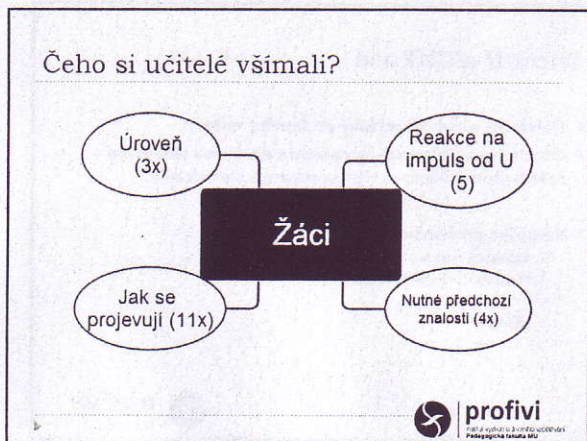 Čeho si učitelé všímali?
Úroveň
(3x)
Reakce na
impuls od U
(5)
Žáci
Jak se
projevují (11x)
Nutné předchozí
znalosti (4x)
profivi
Pedagogická fakulta MU